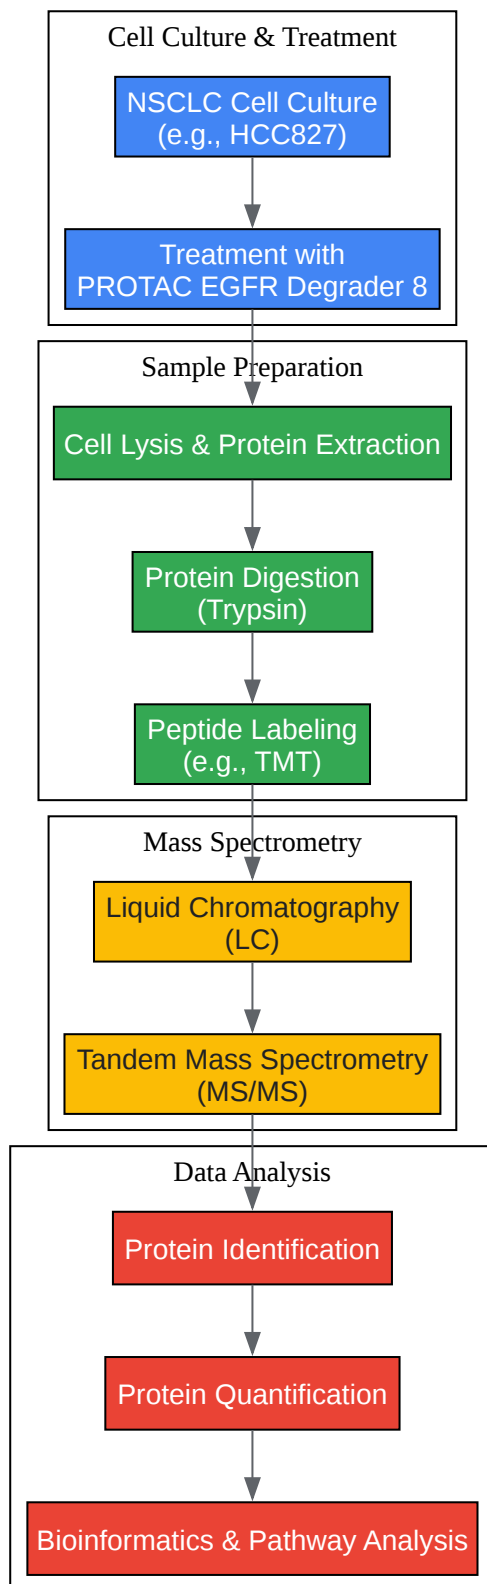 Cell Culture & Treatment
NSCLC Cell Culture
(e.g., HCC827)
Treatment with
PROTAC EGFR Degrader 8
Sample Preparation
Cell Lysis & Protein Extraction
Protein Digestion
(Trypsin)
Peptide Labeling
(e.g., TMT)
Mass Spectrometry
Liquid Chromatography
(LC)
Tandem Mass Spectrometry
(MS/MS)
Data Analysis
Protein Identification
Protein Quantification
Bioinformatics & Pathway Analysis